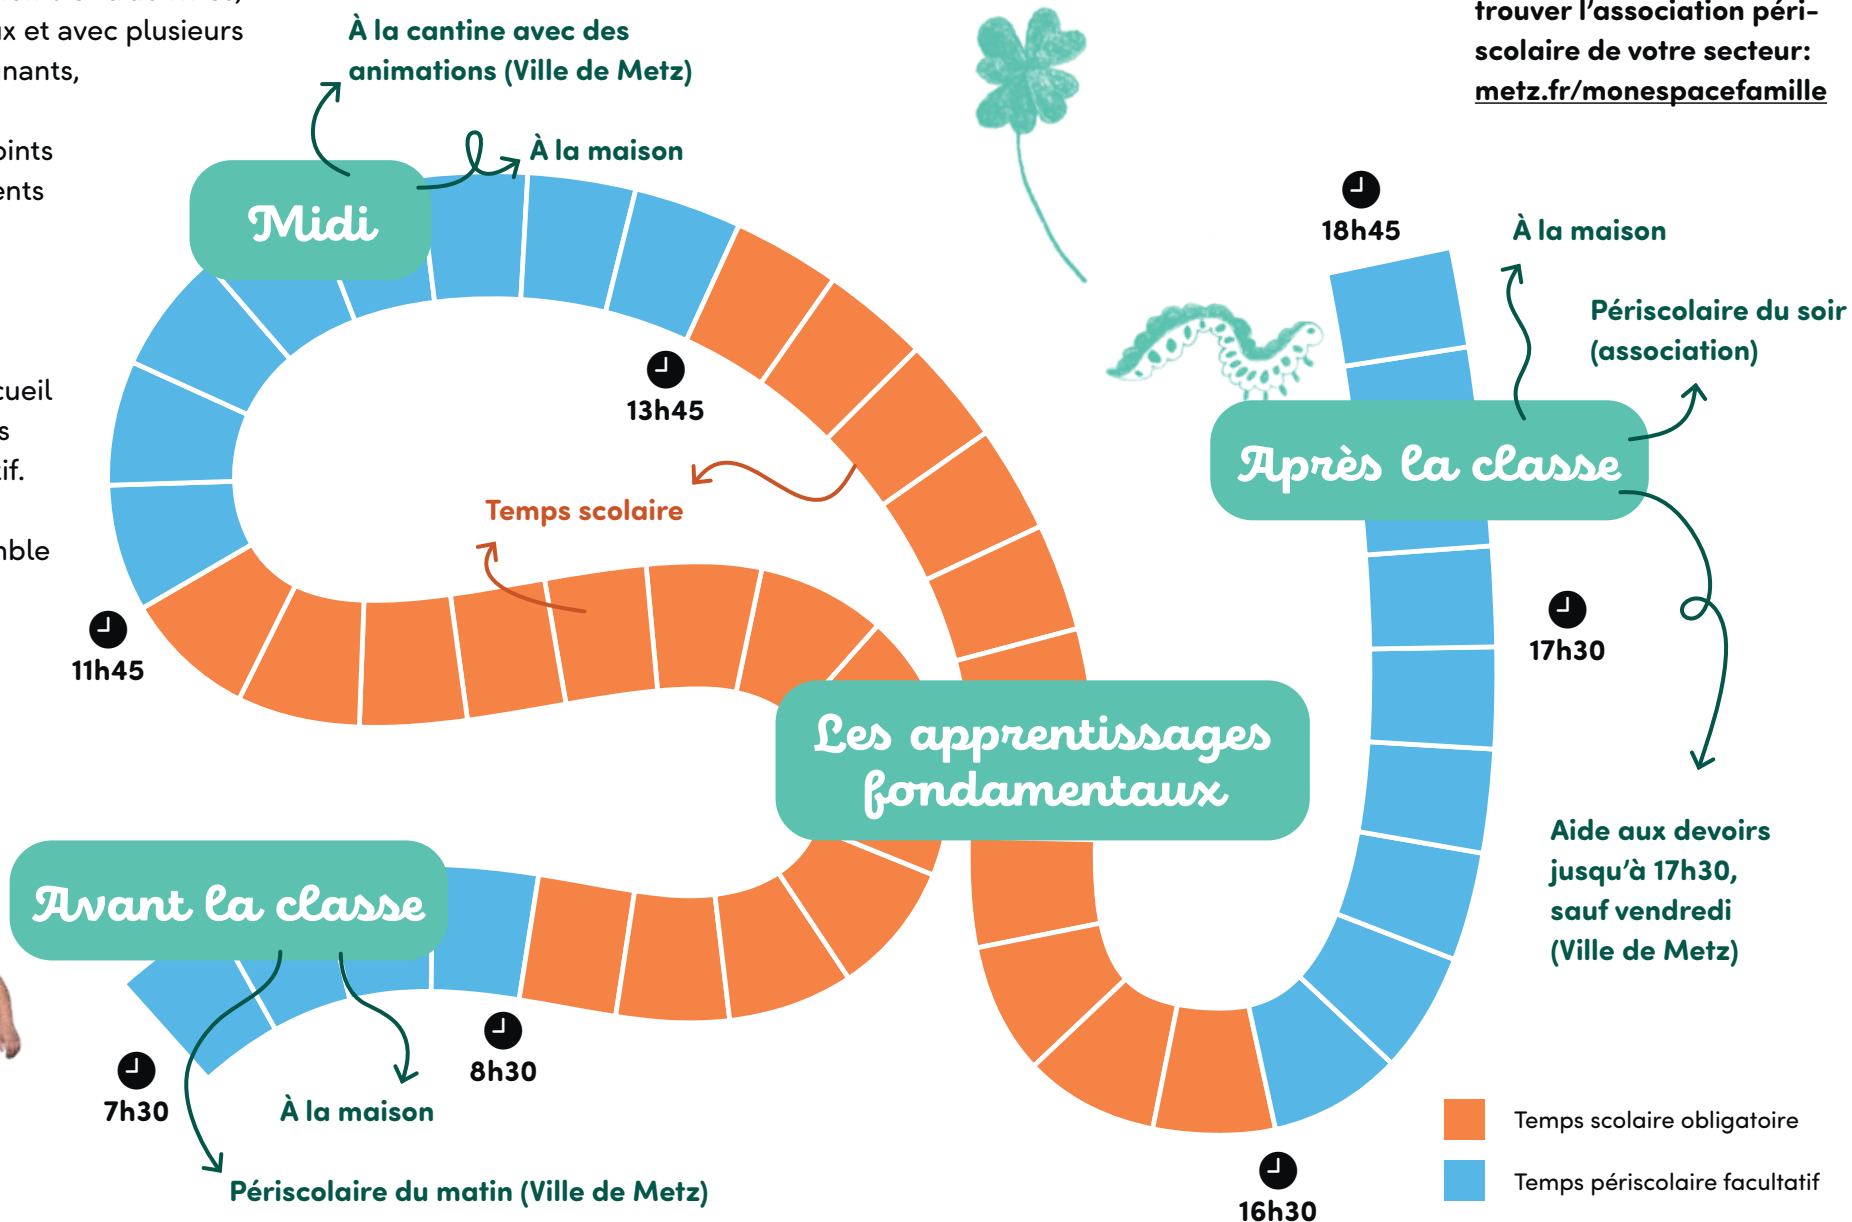 x et avec plusieurs
nants,
oints
ents
cueil
s
if.
mble
À la cantine avec des
animations (Ville de Metz)
À la maison
Midi
trouver l'association péri-
scolaire de votre secteur:
metz.fr/monespacefamille
18h45
À la maison
Périscolaire du soir
(association)
13h45
Après la classe
Temps scolaire
11h45
17h30
Les apprentissages
fondamentaux
Aide aux devoirs
jusqu'à 17h30,
sauf vendredi
(Ville de Metz)
Avant la classe
8h30
7h30
À la maison
Périscolaire du matin (Ville de Metz)
16h30
Temps scolaire obligatoire
Temps périscolaire facultatif